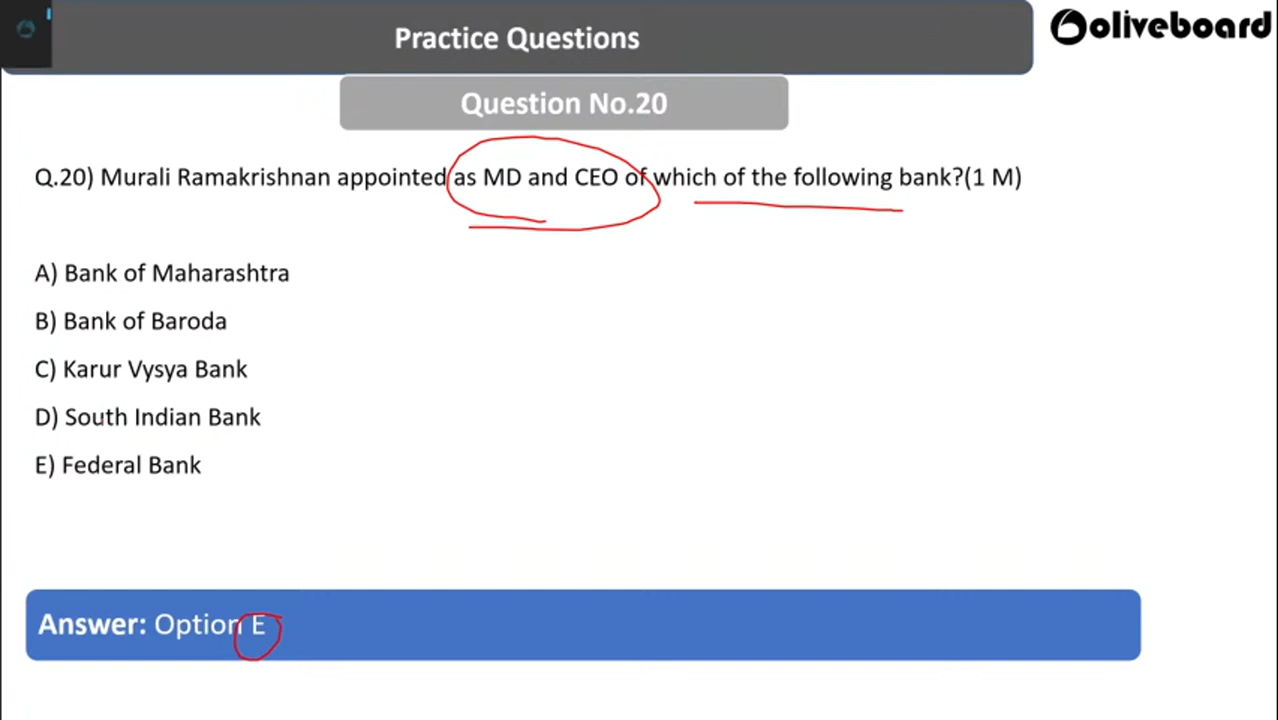 Practice Questions
oliveboard
Question No.20
Q.20) Murali Ramakrishnan appointed as MD and CEO of which of the following bank?(1 M)
A) Bank of Maharashtra
B) Bank of Baroda
C) Karur Vysya Bank
D) South Indian Bank
E) Federal Bank
Answer: Option E